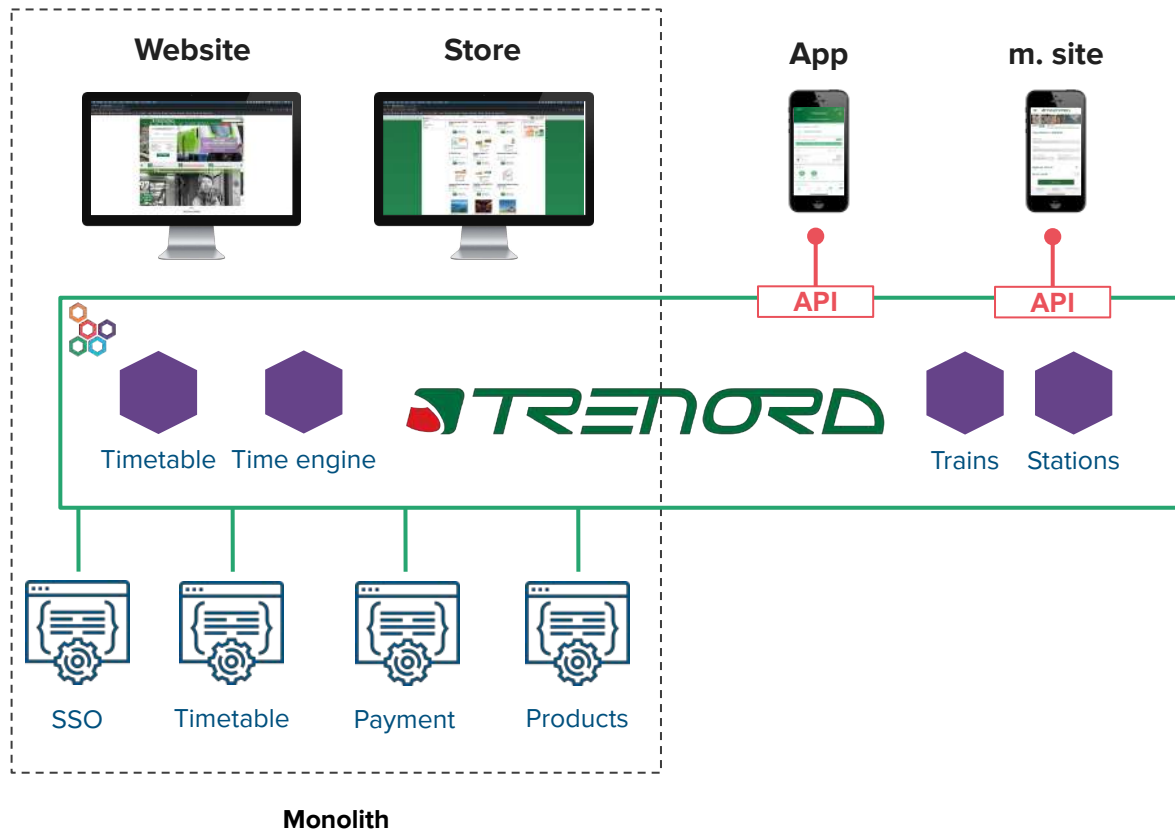 Website Store App m. site
API API
TRENORD
Timetable Time engine Trains Stations
SSO Timetable Payment Products
Monolith